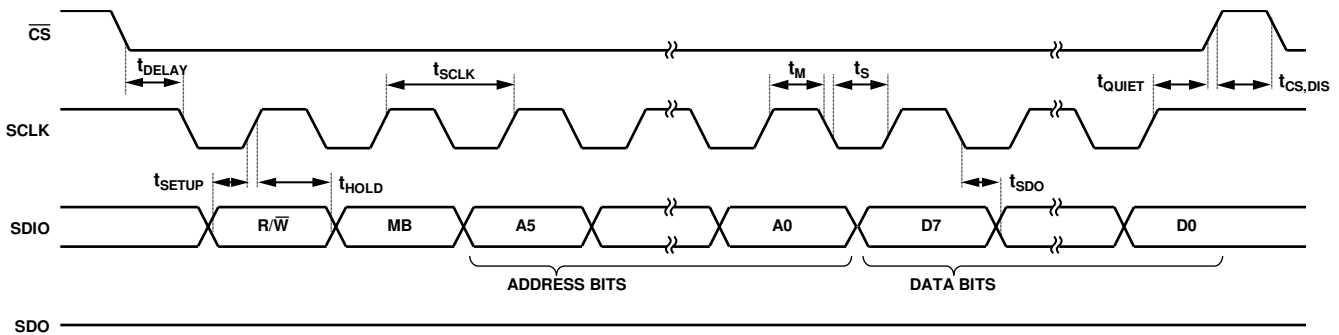 CS
tDELAY
tSCLK
tM
tS
tQUIET
tCS,DIS
SCLK
tSETUP
tHOLD
tSDO
SDIO
R/W
MB
A5
A0
D7
D0
ADDRESS BITS
DATA BITS
SDO